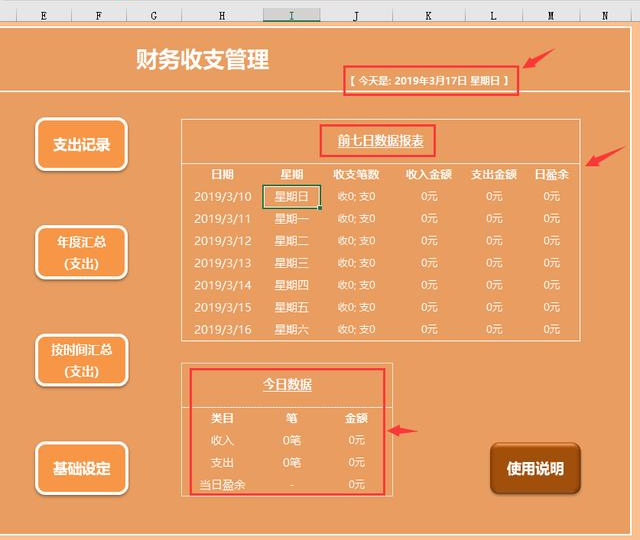 E F G H I J K L M N
财务收支管理
【 今天是: 2019年3月17日 星期日 】
支出记录
前七日数据报表
日期 星期 收支笔数 收入金额 支出金额 日盈余
2019/3/10 星期日 收0; 支0 0元 0元 0元
2019/3/11 星期一 收0; 支0 0元 0元 0元
年度汇总
(支出)
2019/3/12 星期二 收0; 支0 0元 0元 0元
2019/3/13 星期三 收0; 支0 0元 0元 0元
2019/3/14 星期四 收0; 支0 0元 0元 0元
2019/3/15 星期五 收0; 支0 0元 0元 0元
2019/3/16 星期六 收0; 支0 0元 0元 0元
按时间汇总
(支出)
今日数据
类目 笔 金额
收入 0笔 0元
支出 0笔 0元
当日盈余 - 0元
基础设定
使用说明